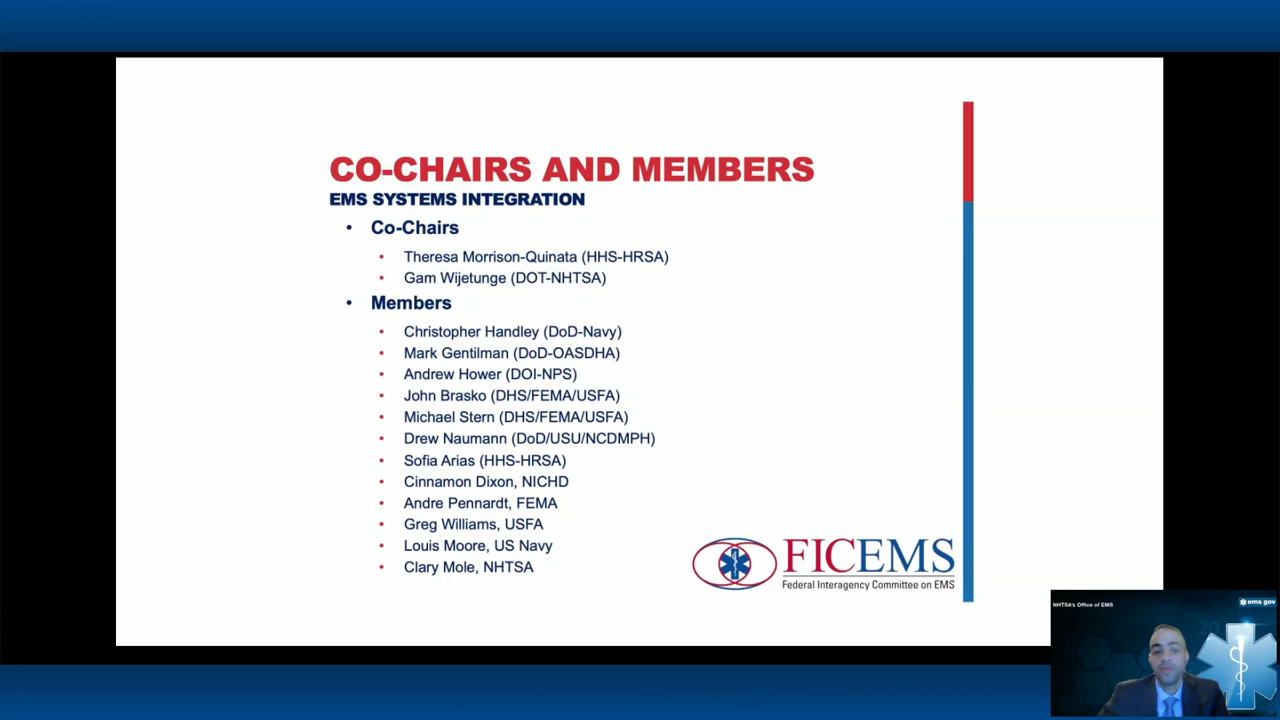 CO-CHAIRS AND MEMBERS
EMS SYSTEMS INTEGRATION
• Co-Chairs
• Theresa Morrison-Quinata (HHS-HRSA)
• Gam Wijetunge (DOT-NHTSA)
• Members
• Christopher Handley (DoD-Navy)
• Mark Gentilman (DoD-OASDHA)
• Andrew Hower (DOI-NPS)
• John Brasko (DHS/FEMA/USFA)
• Michael Stern (DHS/FEMA/USFA)
• Drew Naumann (DoD/USU/NCDMPH)
• Sofia Arias (HHS-HRSA)
• Cinnamon Dixon, NICHD
• Andre Pennardt, FEMA
• Greg Williams, USFA
• Louis Moore, US Navy
• Clary Mole, NHTSA
FICEMS
Federal Interagency Committee on EMS
NHTSA's Office of EMS
ems gov